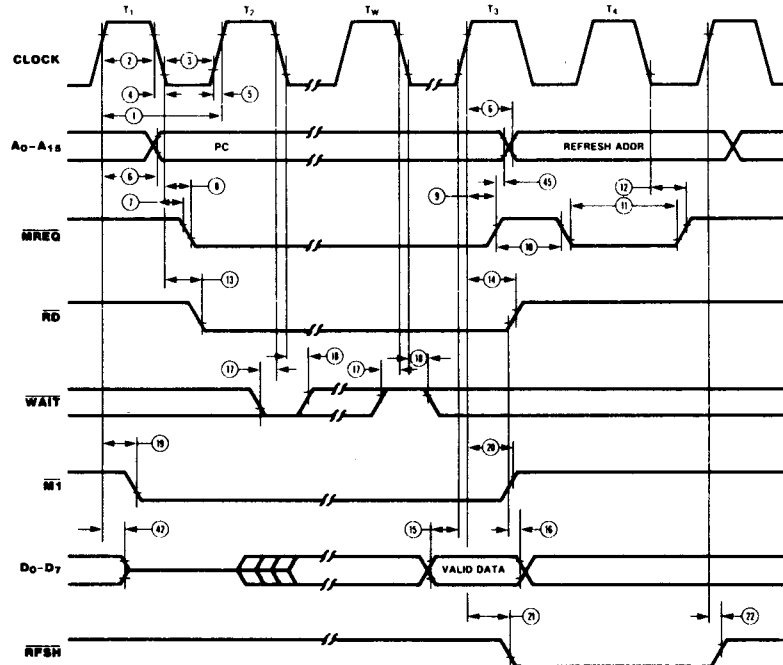 T1 T2 TW T3 T4
CLOCK
2 3
4 5 6
1
A0–A15 PC REFRESH ADDR
6 8 9 45 12
7 11
MREQ 10
13 14
RD
17 18 17 18
WAIT
19 20
M1
42 15 16
D0–D7 VALID DATA
21 22
RFSH